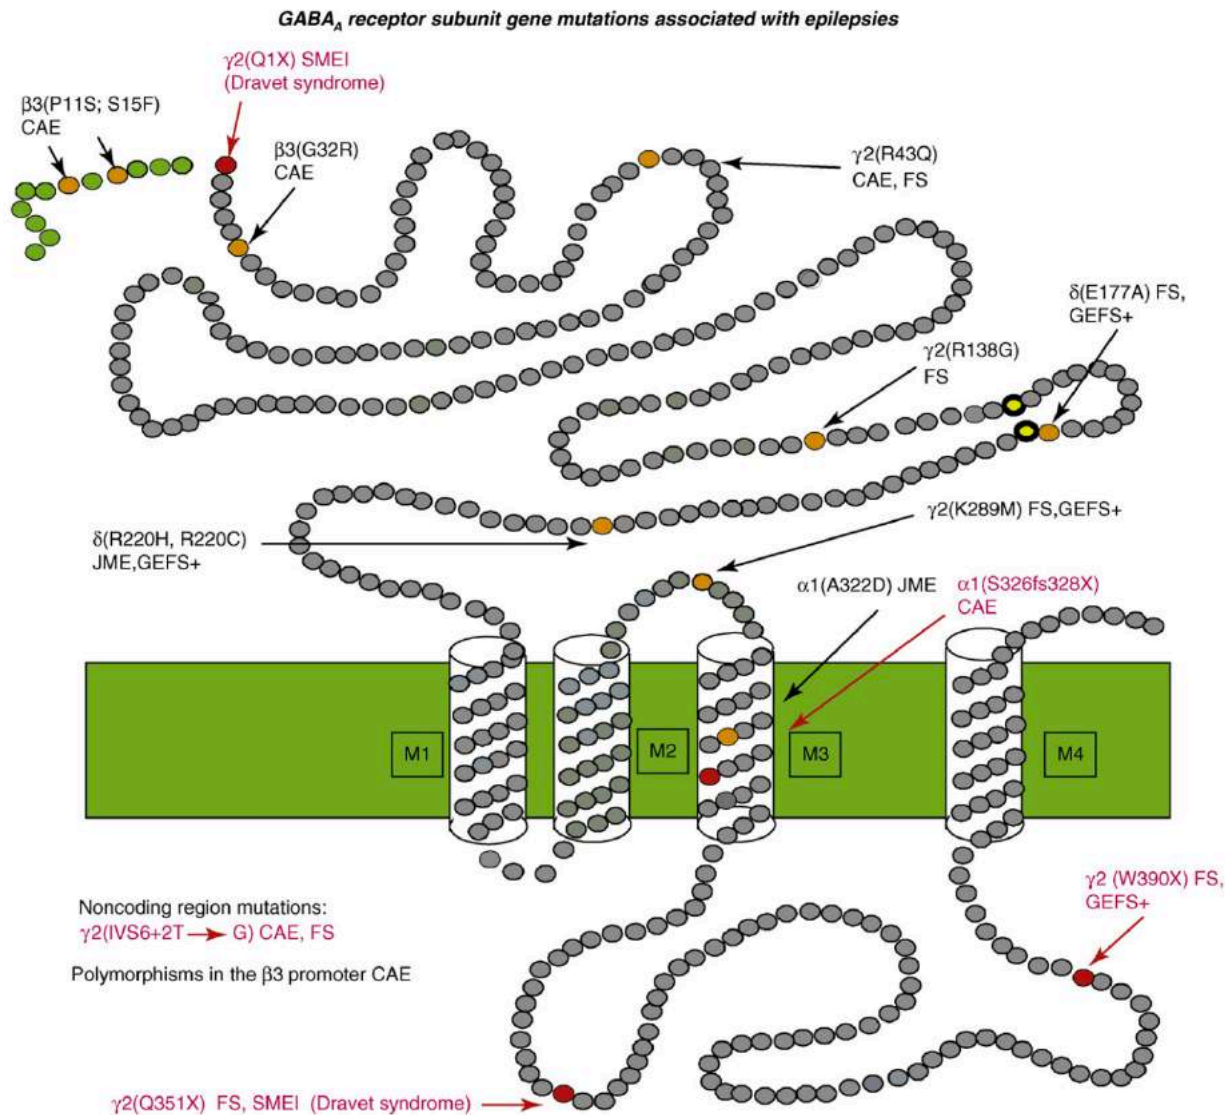 GABAA receptor subunit gene mutations associated with epilepsies
γ2(Q1X) SMEI
(Dravet syndrome)
β3(P11S; S15F)
CAE
β3(G32R)
CAE
γ2(R43Q)
CAE, FS
δ(E177A) FS,
GEFS+
γ2(R138G)
FS
γ2(K289M) FS,GEFS+
δ(R220H, R220C)
JME,GEFS+
α1(A322D) JME
α1(S326fs328X)
CAE
M1
M2
M3
M4
γ2 (W390X) FS,
GEFS+
Noncoding region mutations:
γ2(IVS6+2T → G) CAE, FS
Polymorphisms in the β3 promoter CAE
γ2(Q351X) FS, SMEI (Dravet syndrome)